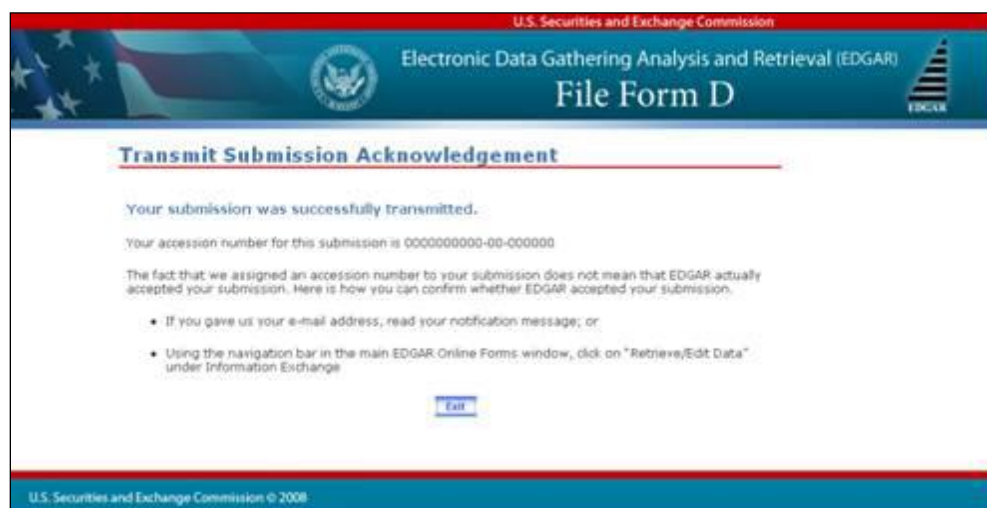 U.S. Securities and Exchange Commission
Electronic Data Gathering Analysis and Retrieval (EDGAR)
File Form D
EDGAR
Transmit Submission Acknowledgement
Your submission was successfully transmitted.
Your accession number for this submission is 0000000000-00-000000
The fact that we assigned an accession number to your submission does not mean that EDGAR actually
accepted your submission. Here is how you can confirm whether EDGAR accepted your submission.
• If you gave us your e-mail address, read your notification message; or
• Using the navigation bar in the main EDGAR Online Forms window, click on "Retrieve/Edit Data"
under Information Exchange
Exit
U.S. Securities and Exchange Commission © 2008